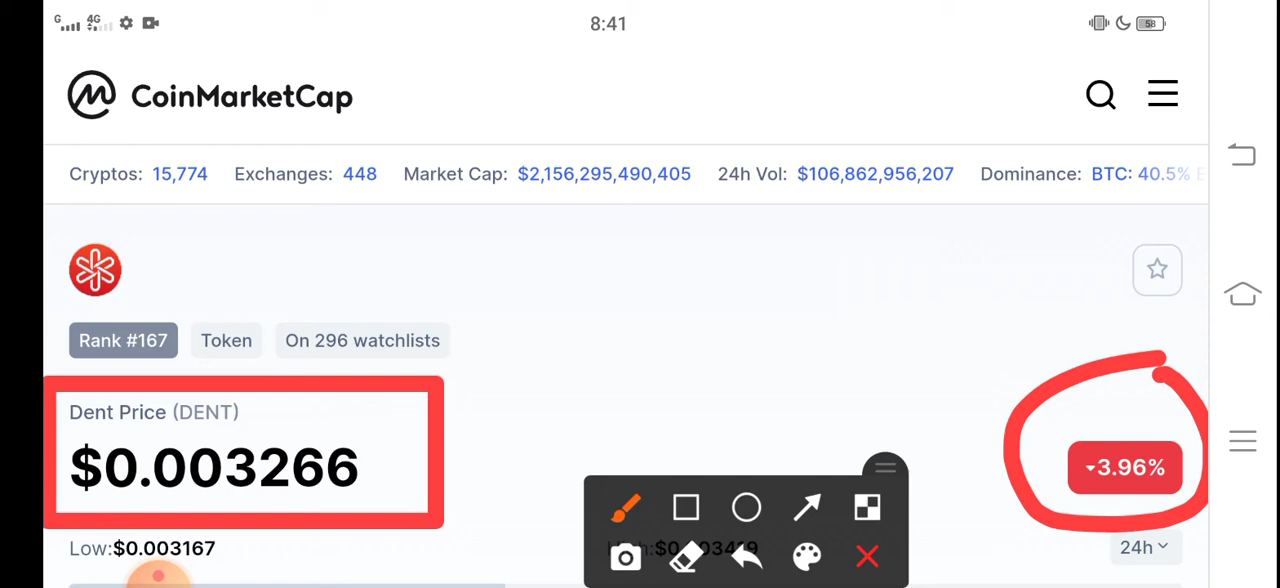 G 4G 8:41 58
CoinMarketCap
Cryptos: 15,774 Exchanges: 448 Market Cap: $2,156,295,490,405 24h Vol: $106,862,956,207 Dominance: BTC: 40.5%
Rank #167 Token On 296 watchlists
Dent Price (DENT)
$0.003266 3.96%
Low:$0.003167 24h